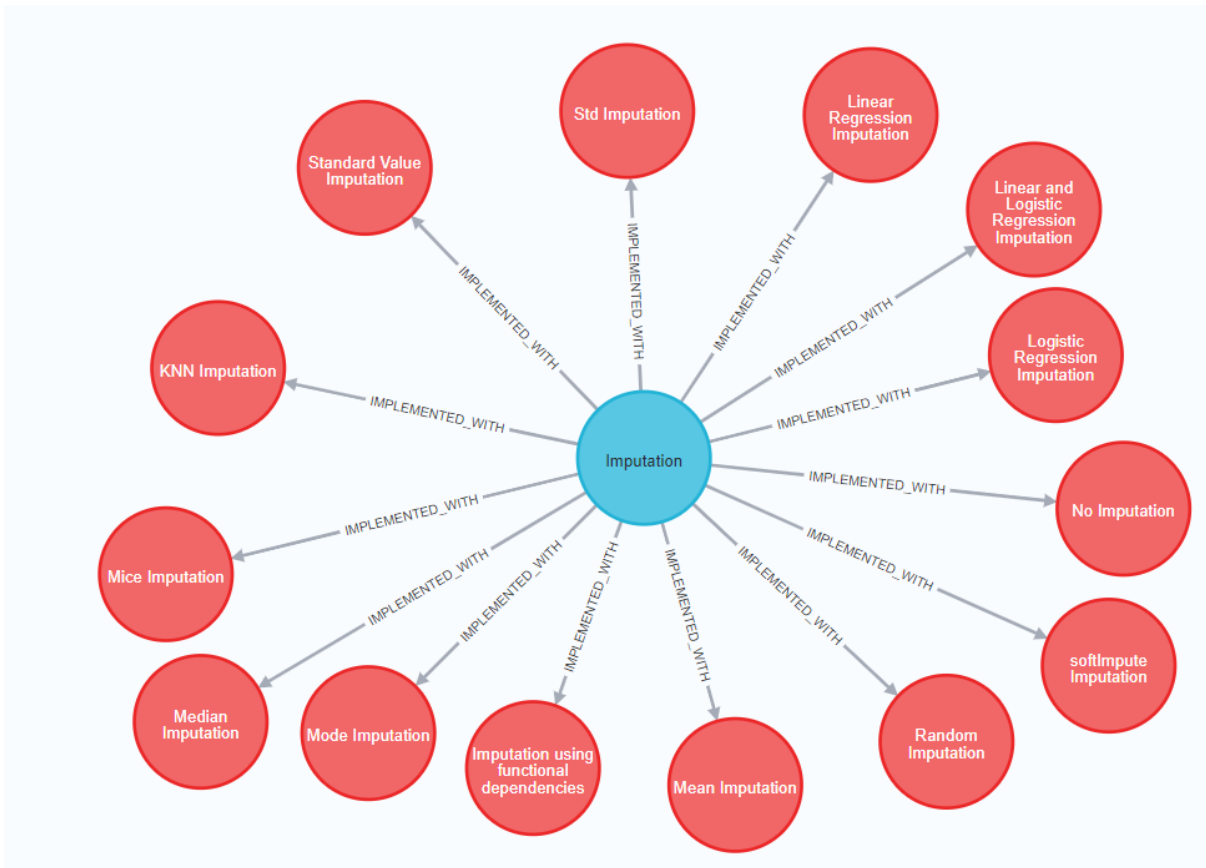 Std Imputation
Linear
Regression
Imputation
Standard Value
Imputation
Linear and
Logistic
Regression
Imputation
IMPLEMENTED_WITH
IMPLEMENTED_WITH
IMPLEMENTED_WITH
IMPLEMENTED_WITH
Logistic
Regression
Imputation
KNN Imputation
IMPLEMENTED_WITH
IMPLEMENTED_WITH
Imputation
IMPLEMENTED_WITH
No Imputation
IMPLEMENTED_WITH
Mice Imputation
IMPLEMENTED_WITH
IMPLEMENTED_WITH
IMPLEMENTED_WITH
IMPLEMENTED_WITH
IMPLEMENTED_WITH
IMPLEMENTED_WITH
softImpute
Imputation
Median
Imputation
Mode Imputation
Imputation using
functional
dependencies
Mean Imputation
Random
Imputation